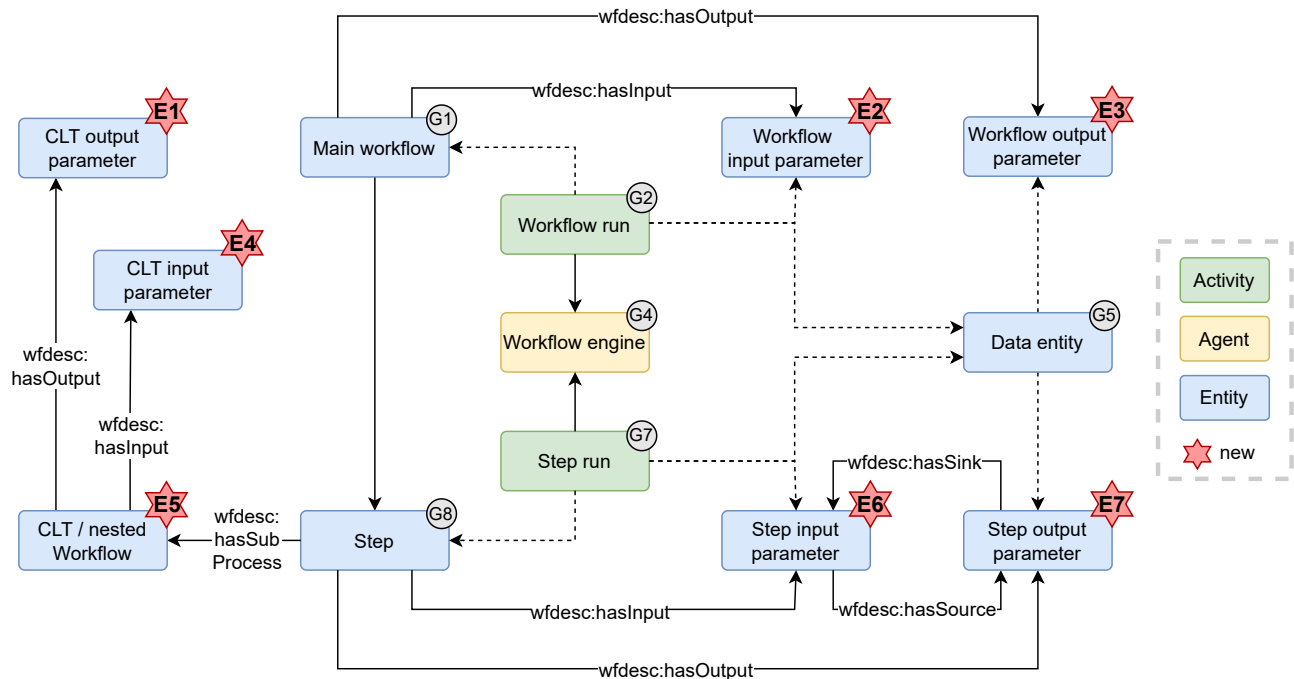 wfdesc:hasOutput
wfdesc:hasInput
E1
CLT output
parameter
G1
Main workflow
E2
Workflow
input parameter
E3
Workflow output
parameter
G2
Workflow run
E4
CLT input
parameter
G4
Workflow engine
G5
Data entity
Activity
Agent
Entity
new
wfdesc:
hasOutput
wfdesc:
hasInput
G7
Step run
wfdesc:hasSink
E5
CLT / nested
Workflow
wfdesc:
hasSub
Process
G8
Step
E6
Step input
parameter
E7
Step output
parameter
wfdesc:hasInput
wfdesc:hasSource
wfdesc:hasOutput